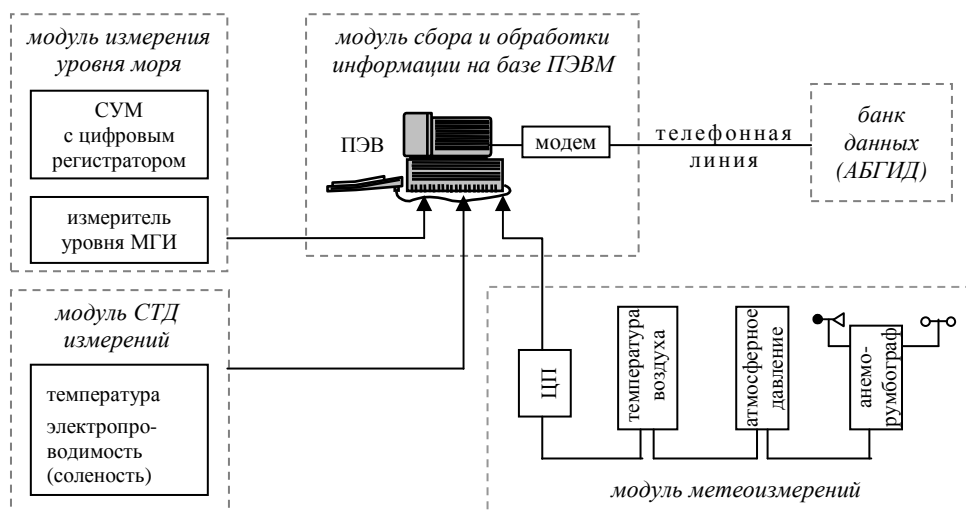 модуль измерения
уровня моря
СУМ
с цифровым
регистратором
измеритель
уровня МГИ
модуль сбора и обработки
информации на базе ПЭВМ
ПЭВ
модем
телефонная
линия
банк
данных
(АБГИД)
модуль СТД
измерений
температура
электропро-
водимость
(соленость)
ЦП
температура
воздуха
атмосферное
давление
анемо-
румбограф
модуль метеоизмерений